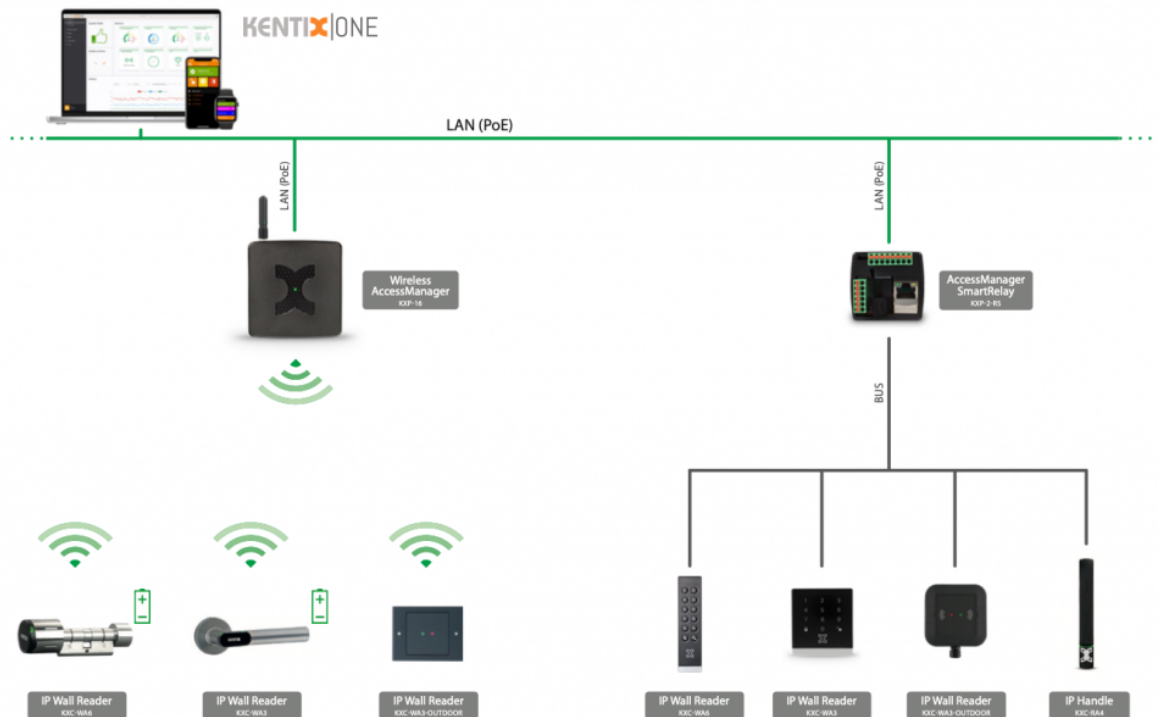 KENTIX|ONE
LAN (PoE)
LAN (PoE)
LAN (PoE)
Wireless
AccessManager
KXP-16
AccessManager
SmartRelay
KXP-2-RS
BUS
IP Wall Reader
KXC-WA6
IP Wall Reader
KXC-WA3
IP Wall Reader
KXC-WA3-OUTDOOR
IP Wall Reader
KXC-WA6
IP Wall Reader
KXC-WA3
IP Wall Reader
KXC-WA3-OUTDOOR
IP Handle
KXC-RA4